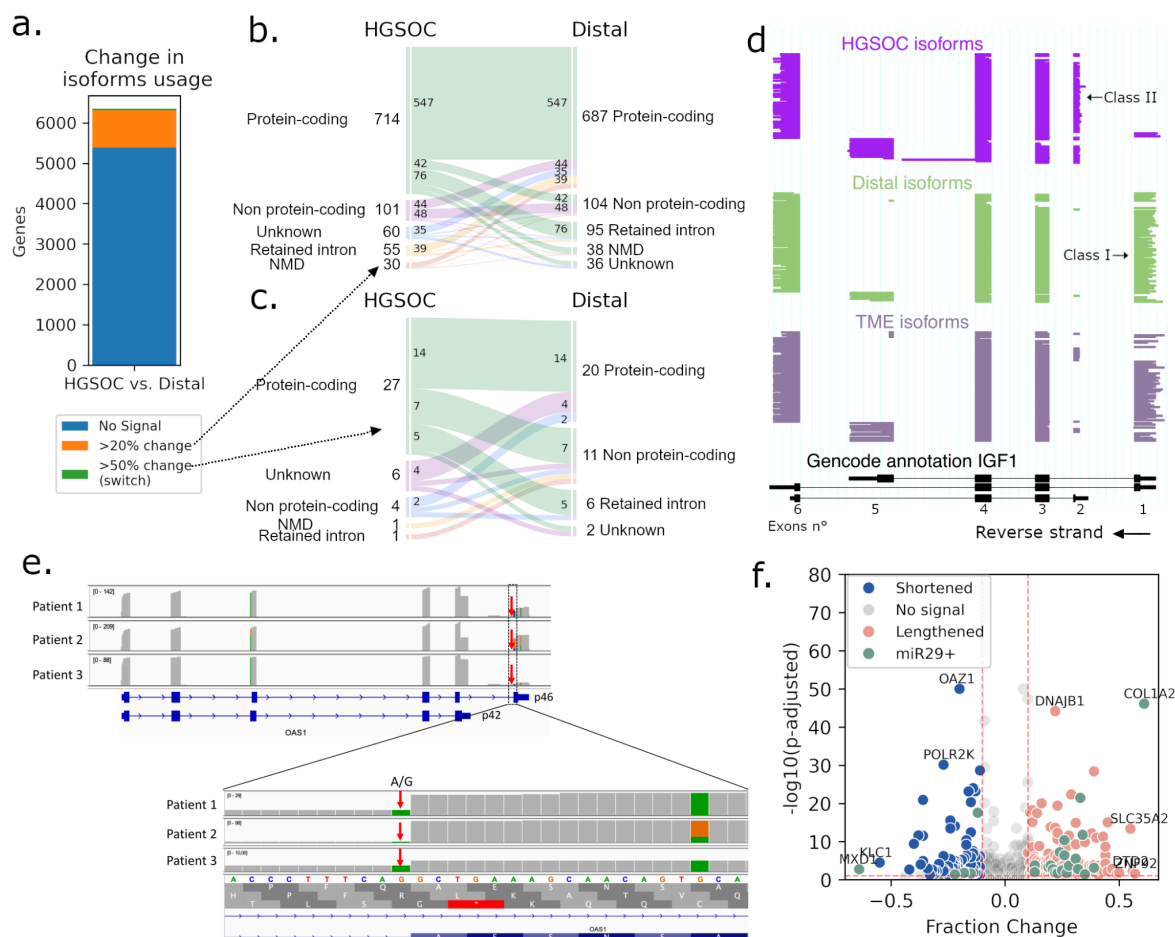 a.
Change in
isoforms usage
6000
5000
4000
3000
2000
1000
0
Genes
HGSOC vs. Distal
No Signal
>20% change
>50% change
(switch)
b.
HGSOC
Distal
Protein-coding
714
547
547
687 Protein-coding
42
76
44
35
39
Non protein-coding
101
44
48
42
48
104 Non protein-coding
Unknown
60
35
76
95 Retained intron
Retained intron
55
39
38 NMD
NMD
30
36 Unknown
c.
HGSOC
Distal
Protein-coding
27
14
7
5
14
20 Protein-coding
4
2
Unknown
6
4
7
11 Non protein-coding
Non protein-coding
4
2
NMD
1
5
6 Retained intron
Retained intron
1
2 Unknown
d
HGSOC isoforms
Class II
Distal isoforms
Class I
TME isoforms
Gencode annotation IGF1
6
5
4
3
2
1
Exons n°
Reverse strand
e.
Patient 1
[0 - 142]
Patient 2
[0 - 209]
Patient 3
[0 - 88]
p46
p42
OAS1
A/G
Patient 1
[0 - 29]
Patient 2
[0 - 98]
Patient 3
[0 - 10,00]
A C C C T T T C A G G C T G A A A G C A A C A G T G C A
P F Q A E S N S A
H P F R L K A T V Q
T L S G * K Q Q C
OAS1
A E S N S A
f.
80
70
60
50
40
30
20
10
0
-log10(p-adjusted)
Shortened
No signal
Lengthened
miR29+
OAZ1
DNAJB1
COL1A2
POLR2K
SLC35A2
KLC1
MXD1
DTD2
ZNF92
−0.5
0.0
0.5
Fraction Change